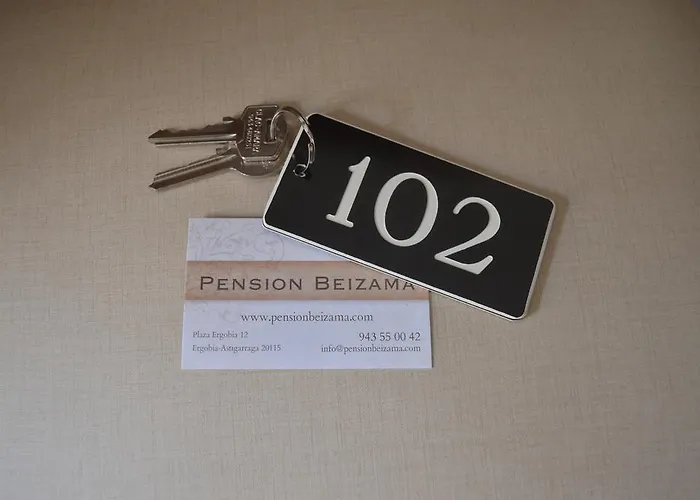 102
PENSION BEIZAMA
www.pensionbeizama.com
Plaza Ergobia 12
943 55 00 42
Ergobia-Astigarraga 20115
info@pensionbeizama.com